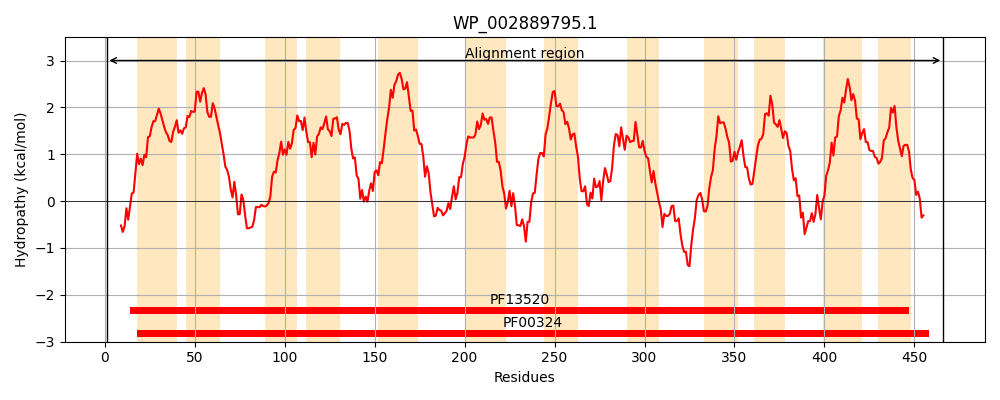 WP_002889795.1
Alignment region
Hydropathy (kcal/mol)
3
2
1
0
−1
−2
−3
PF13520
PF00324
0 50 100 150 200 250 300 350 400 450
Residues